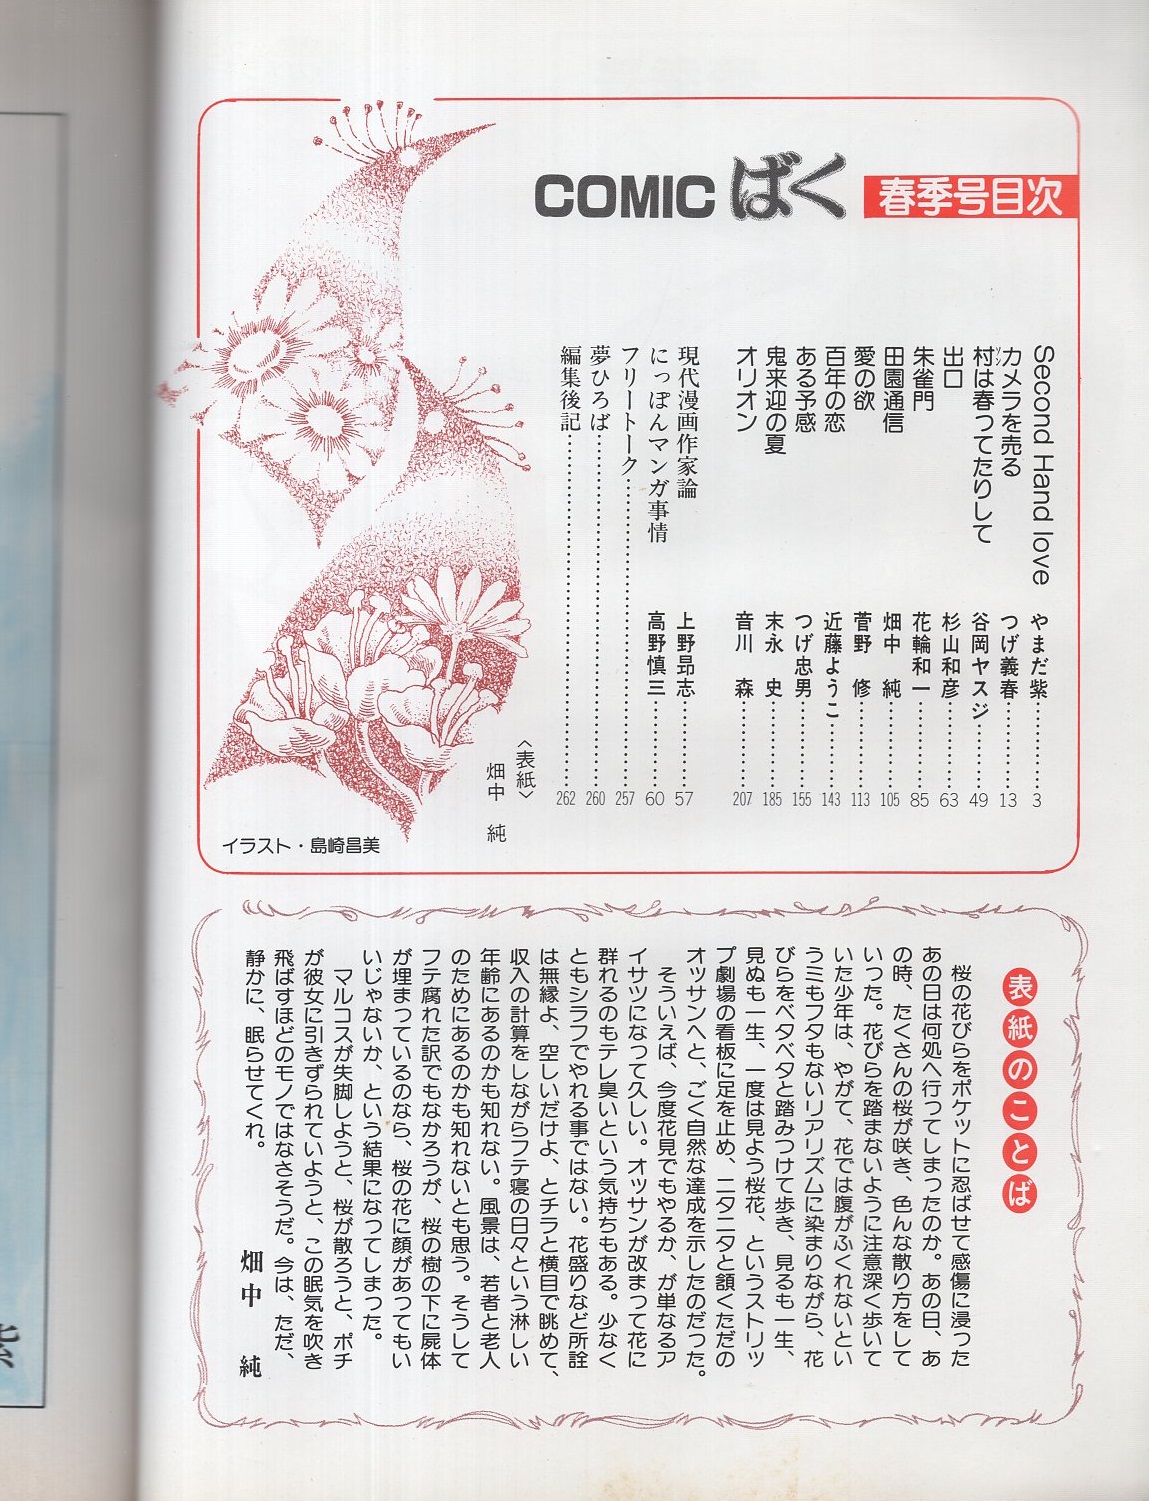 COMIC ばく 春季号目次
Second Hand love やまだ紫 3
カメラを売る つげ義春 13
村は春ってたりして 谷岡ヤスジ 49
ソン
出口 杉山和彦 63
朱雀門 花輪和一 85
田園通信 畑中 純 105
愛の欲 菅野 修 113
百年の恋 近藤ようこ 143
ある予感 つげ忠男 155
鬼来迎の夏 末永 史 185
オリオン 音川 森 207
現代漫画作家論 上野昻志 57
にっぽんマンガ事情 高野慎三 60
フリートーク 257
夢ひろば 260
編集後記 262
〈表紙〉
畑中 純
イラスト・島崎昌美
表紙のことば
桜の花びらをポケットに忍ばせて感傷に浸った
あの日は何処へ行ってしまったのか。あの日、あ
の時、たくさんの桜が咲き、色んな散り方をして
いった。花びらを踏まないように注意深く歩いて
いた少年は、やがて、花では腹がふくれないとい
うミもフタもないリアリズムに染まりながら、花
びらをベタベタと踏みつけて歩き、見るも一生、
見ぬも一生、一度は見よう桜花、というストリッ
プ劇場の看板に足を止め、ニタニタと頷くただの
オッサンへと、ごく自然な達成を示したのだった。
そういえば、今度花見でもやるか、が単なるア
イサツになって久しい。オッサンが改まって花に
群れるのもテレ臭いという気持ちもある。少なく
ともシラフでやれる事ではない。花盛りなど所詮
は無縁よ、空しいだけよ、とチラと横目で眺めて、
収入の計算をしながらフテ寝の日々という淋しい
年齢にあるのかも知れない。風景は、若者と老人
のためにあるのかも知れないとも思う。そうして
フテ腐れた訳でもなかろうが、桜の樹の下に屍体
が埋まっているのなら、桜の花に顔があってもい
いじゃないか、という結果になってしまった。
マルコスが失脚しようと、桜が散ろうと、ポチ
が彼女に引きずられていようと、この眠気を吹き
飛ばすほどのモノではなさそうだ。今は、ただ、
静かに、眠らせてくれ。
畑中 純
紫